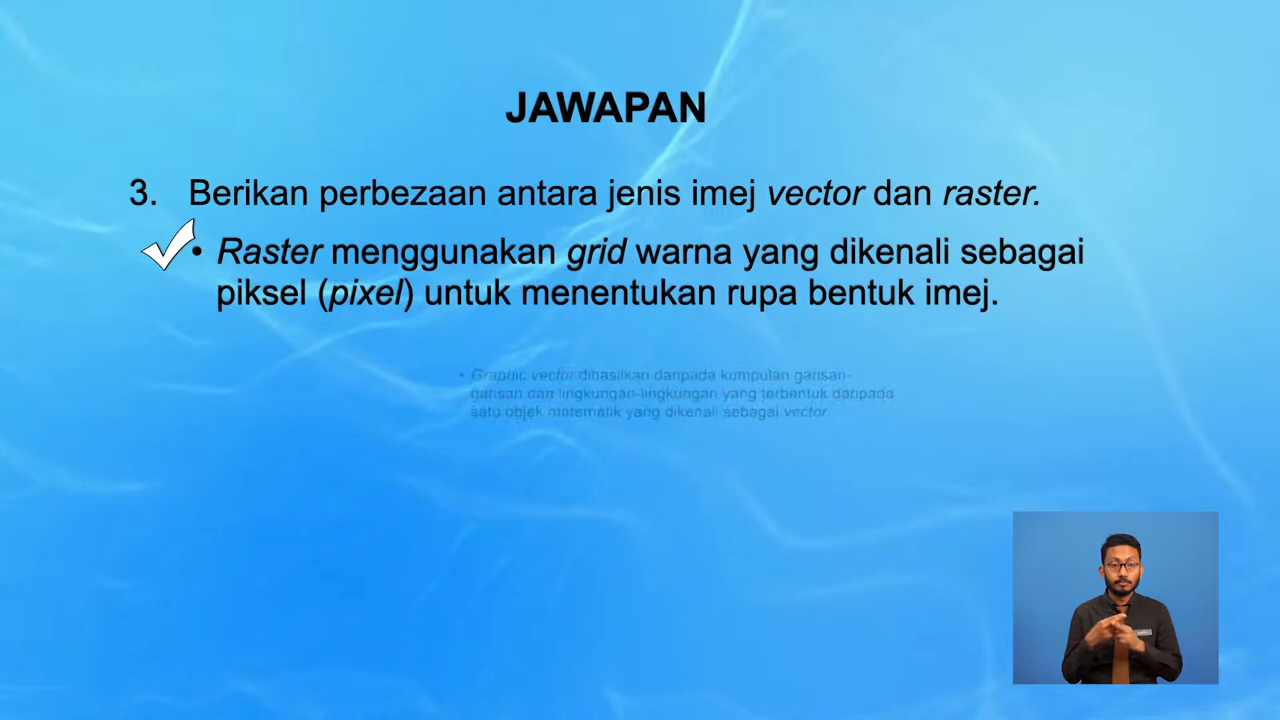 JAWAPAN
3. Berikan perbezaan antara jenis imej vector dan raster.
• Raster menggunakan grid warna yang dikenali sebagai
piksel (pixel) untuk menentukan rupa bentuk imej.
• Graphic vector dihasilkan daripada kumpulan garisan-
garisan dan lingkungan-lingkungan yang terbentuk daripada
satu objek matematik yang dikenali sebagai vector